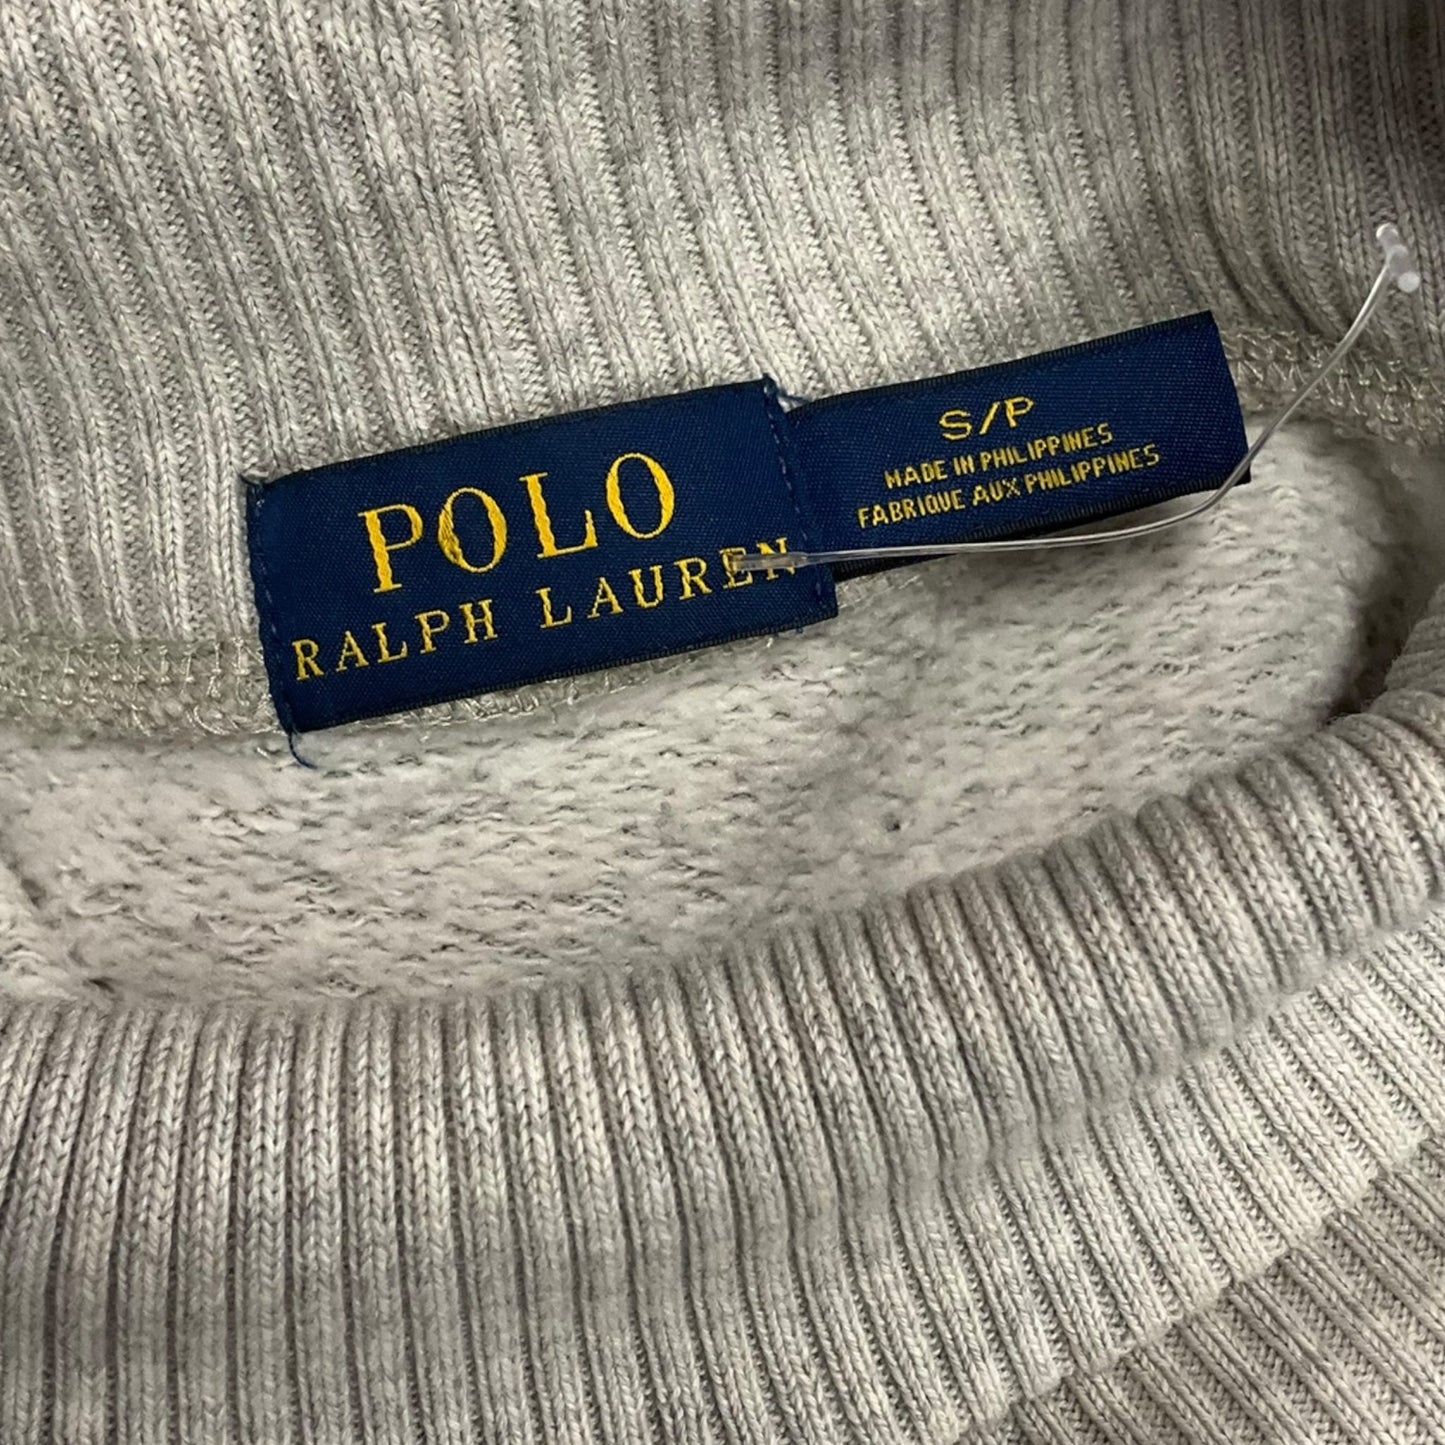 POLO
RALPH LAUREN
S/P
MADE IN PHILIPPINES
FABRIQUE AUX PHILIPPINES